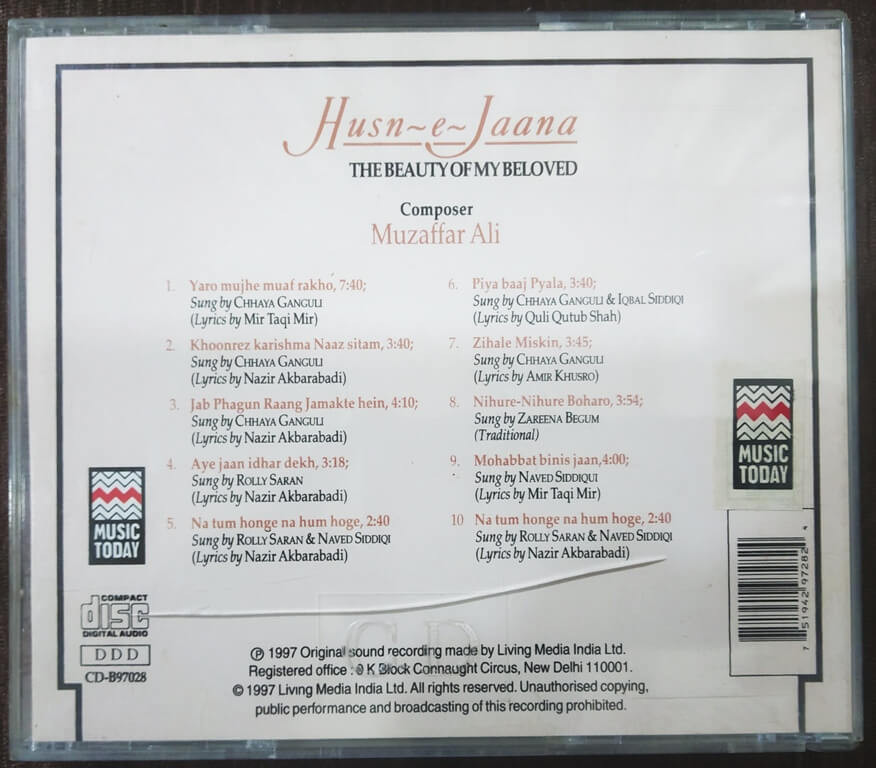 Husn~e~Jaana
THE BEAUTY OF MY BELOVED
Composer
Muzaffar Ali
1. Yaro mujhe muaf rakho, 7:40;
Sung by CHHAYA GANGULI
(Lyrics by Mir Taqi Mir)
2. Khoonrez karishma Naaz sitam, 3:40;
Sung by CHHAYA GANGULI
(Lyrics by Nazir Akbarabadi)
3. Jab Phagun Raang Jamakte hein, 4:10;
Sung by CHHAYA GANGULI
(Lyrics by Nazir Akbarabadi)
4. Aye jaan idhar dekh, 3:18;
Sung by ROLLY SARAN
(Lyrics by Nazir Akbarabadi)
5. Na tum honge na hum hoge, 2:40
Sung by ROLLY SARAN & NAVED SIDDIQI
(Lyrics by Nazir Akbarabadi)
6. Piya baaj Pyala, 3:40;
Sung by CHHAYA GANGULI & IQBAL SIDDIQI
(Lyrics by Quli Qutub Shah)
7. Zihale Miskin, 3:45;
Sung by CHHAYA GANGULI
(Lyrics by AMIR KHUSRO)
8. Nihure-Nihure Boharo, 3:54;
Sung by ZAREENA BEGUM
(Traditional)
9. Mohabbat binis jaan,4:00;
Sung by NAVED SIDDIQUI
(Lyrics by Mir Taqi Mir)
10 Na tum honge na hum hoge, 2:40
Sung by ROLLY SARAN & NAVED SIDDIQI
(Lyrics by Nazir Akbarabadi)
MUSIC
TODAY
MUSIC
TODAY
COMPACT
disc
DIGITAL AUDIO
DDD
CD-B97028
7 51942 97282 4
CD
℗ 1997 Original sound recording made by Living Media India Ltd.
Registered office : K Block Connaught Circus, New Delhi 110001.
© 1997 Living Media India Ltd. All rights reserved. Unauthorised copying,
public performance and broadcasting of this recording prohibited.